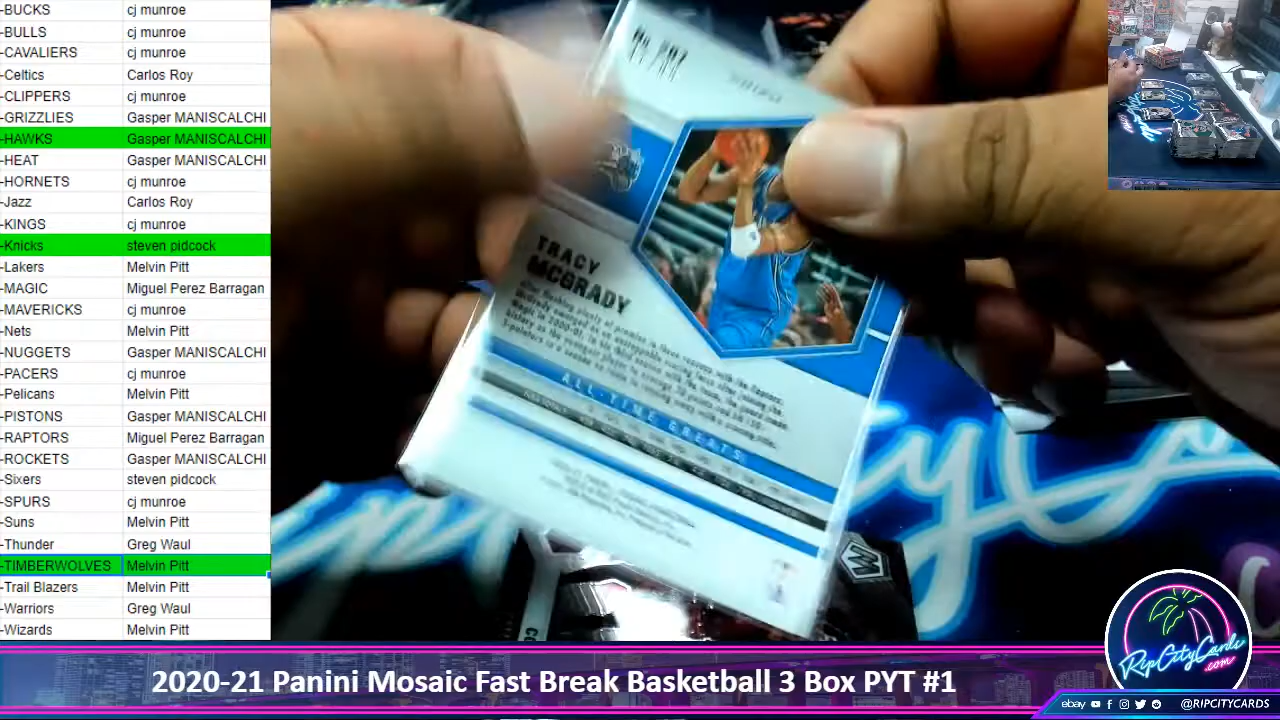 -BUCKS cj munroe
-BULLS cj munroe
-CAVALIERS cj munroe
-Celtics Carlos Roy
-CLIPPERS cj munroe
-GRIZZLIES Gasper MANISCALCHI
-HAWKS Gasper MANISCALCHI
-HEAT Gasper MANISCALCHI
-HORNETS cj munroe
-Jazz Carlos Roy
-KINGS cj munroe
-Knicks steven pidcock
-Lakers Melvin Pitt
-MAGIC Miguel Perez Barragan
-MAVERICKS cj munroe
-Nets Melvin Pitt
-NUGGETS Gasper MANISCALCHI
-PACERS cj munroe
-Pelicans Melvin Pitt
-PISTONS Gasper MANISCALCHI
-RAPTORS Miguel Perez Barragan
-ROCKETS Gasper MANISCALCHI
-Sixers steven pidcock
-SPURS cj munroe
-Suns Melvin Pitt
-Thunder Greg Waul
-TIMBERWOLVES Melvin Pitt
-Trail Blazers Melvin Pitt
-Warriors Greg Waul
-Wizards Melvin Pitt
TRACY
MCGRADY
ALL-TIME GREATS
RipCityCards
.com
2020-21 Panini Mosaic Fast Break Basketball 3 Box PYT #1
ebay @RIPCITYCARDS